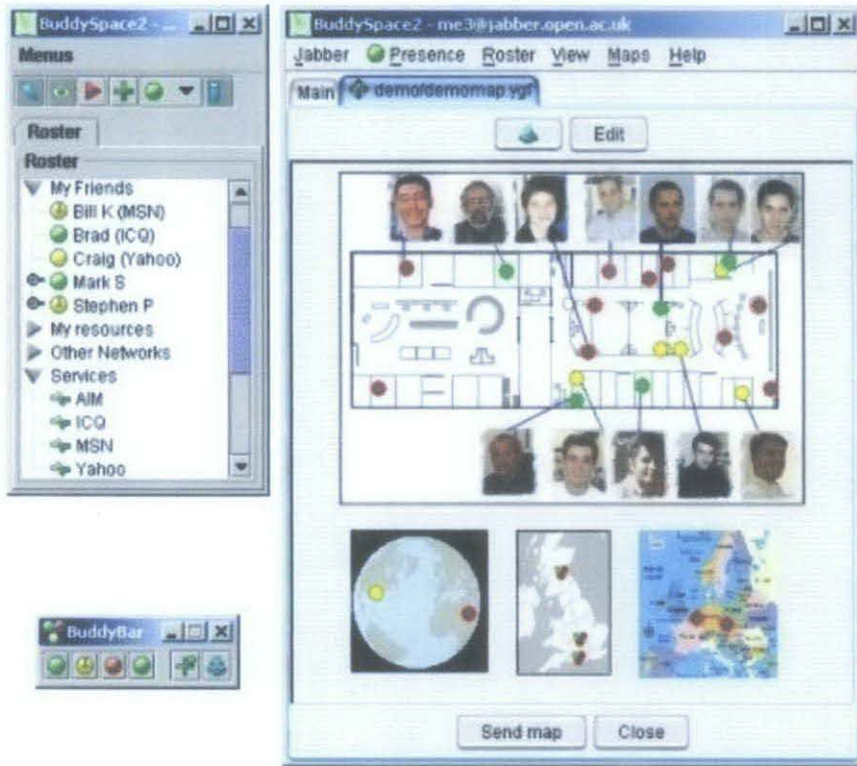 BuddySpace2 - ...
Menus
Roster
Roster
My Friends
Bill K (MSN)
Brad (ICQ)
Craig (Yahoo)
Mark S
Stephen P
My resources
Other Networks
Services
AIM
ICQ
MSN
Yahoo
BuddyBar
BuddySpace2 - me3@jabber.open.ac.uk
Jabber Presence Roster View Maps Help
Main demo/demomap.ygf
Edit
Send map Close